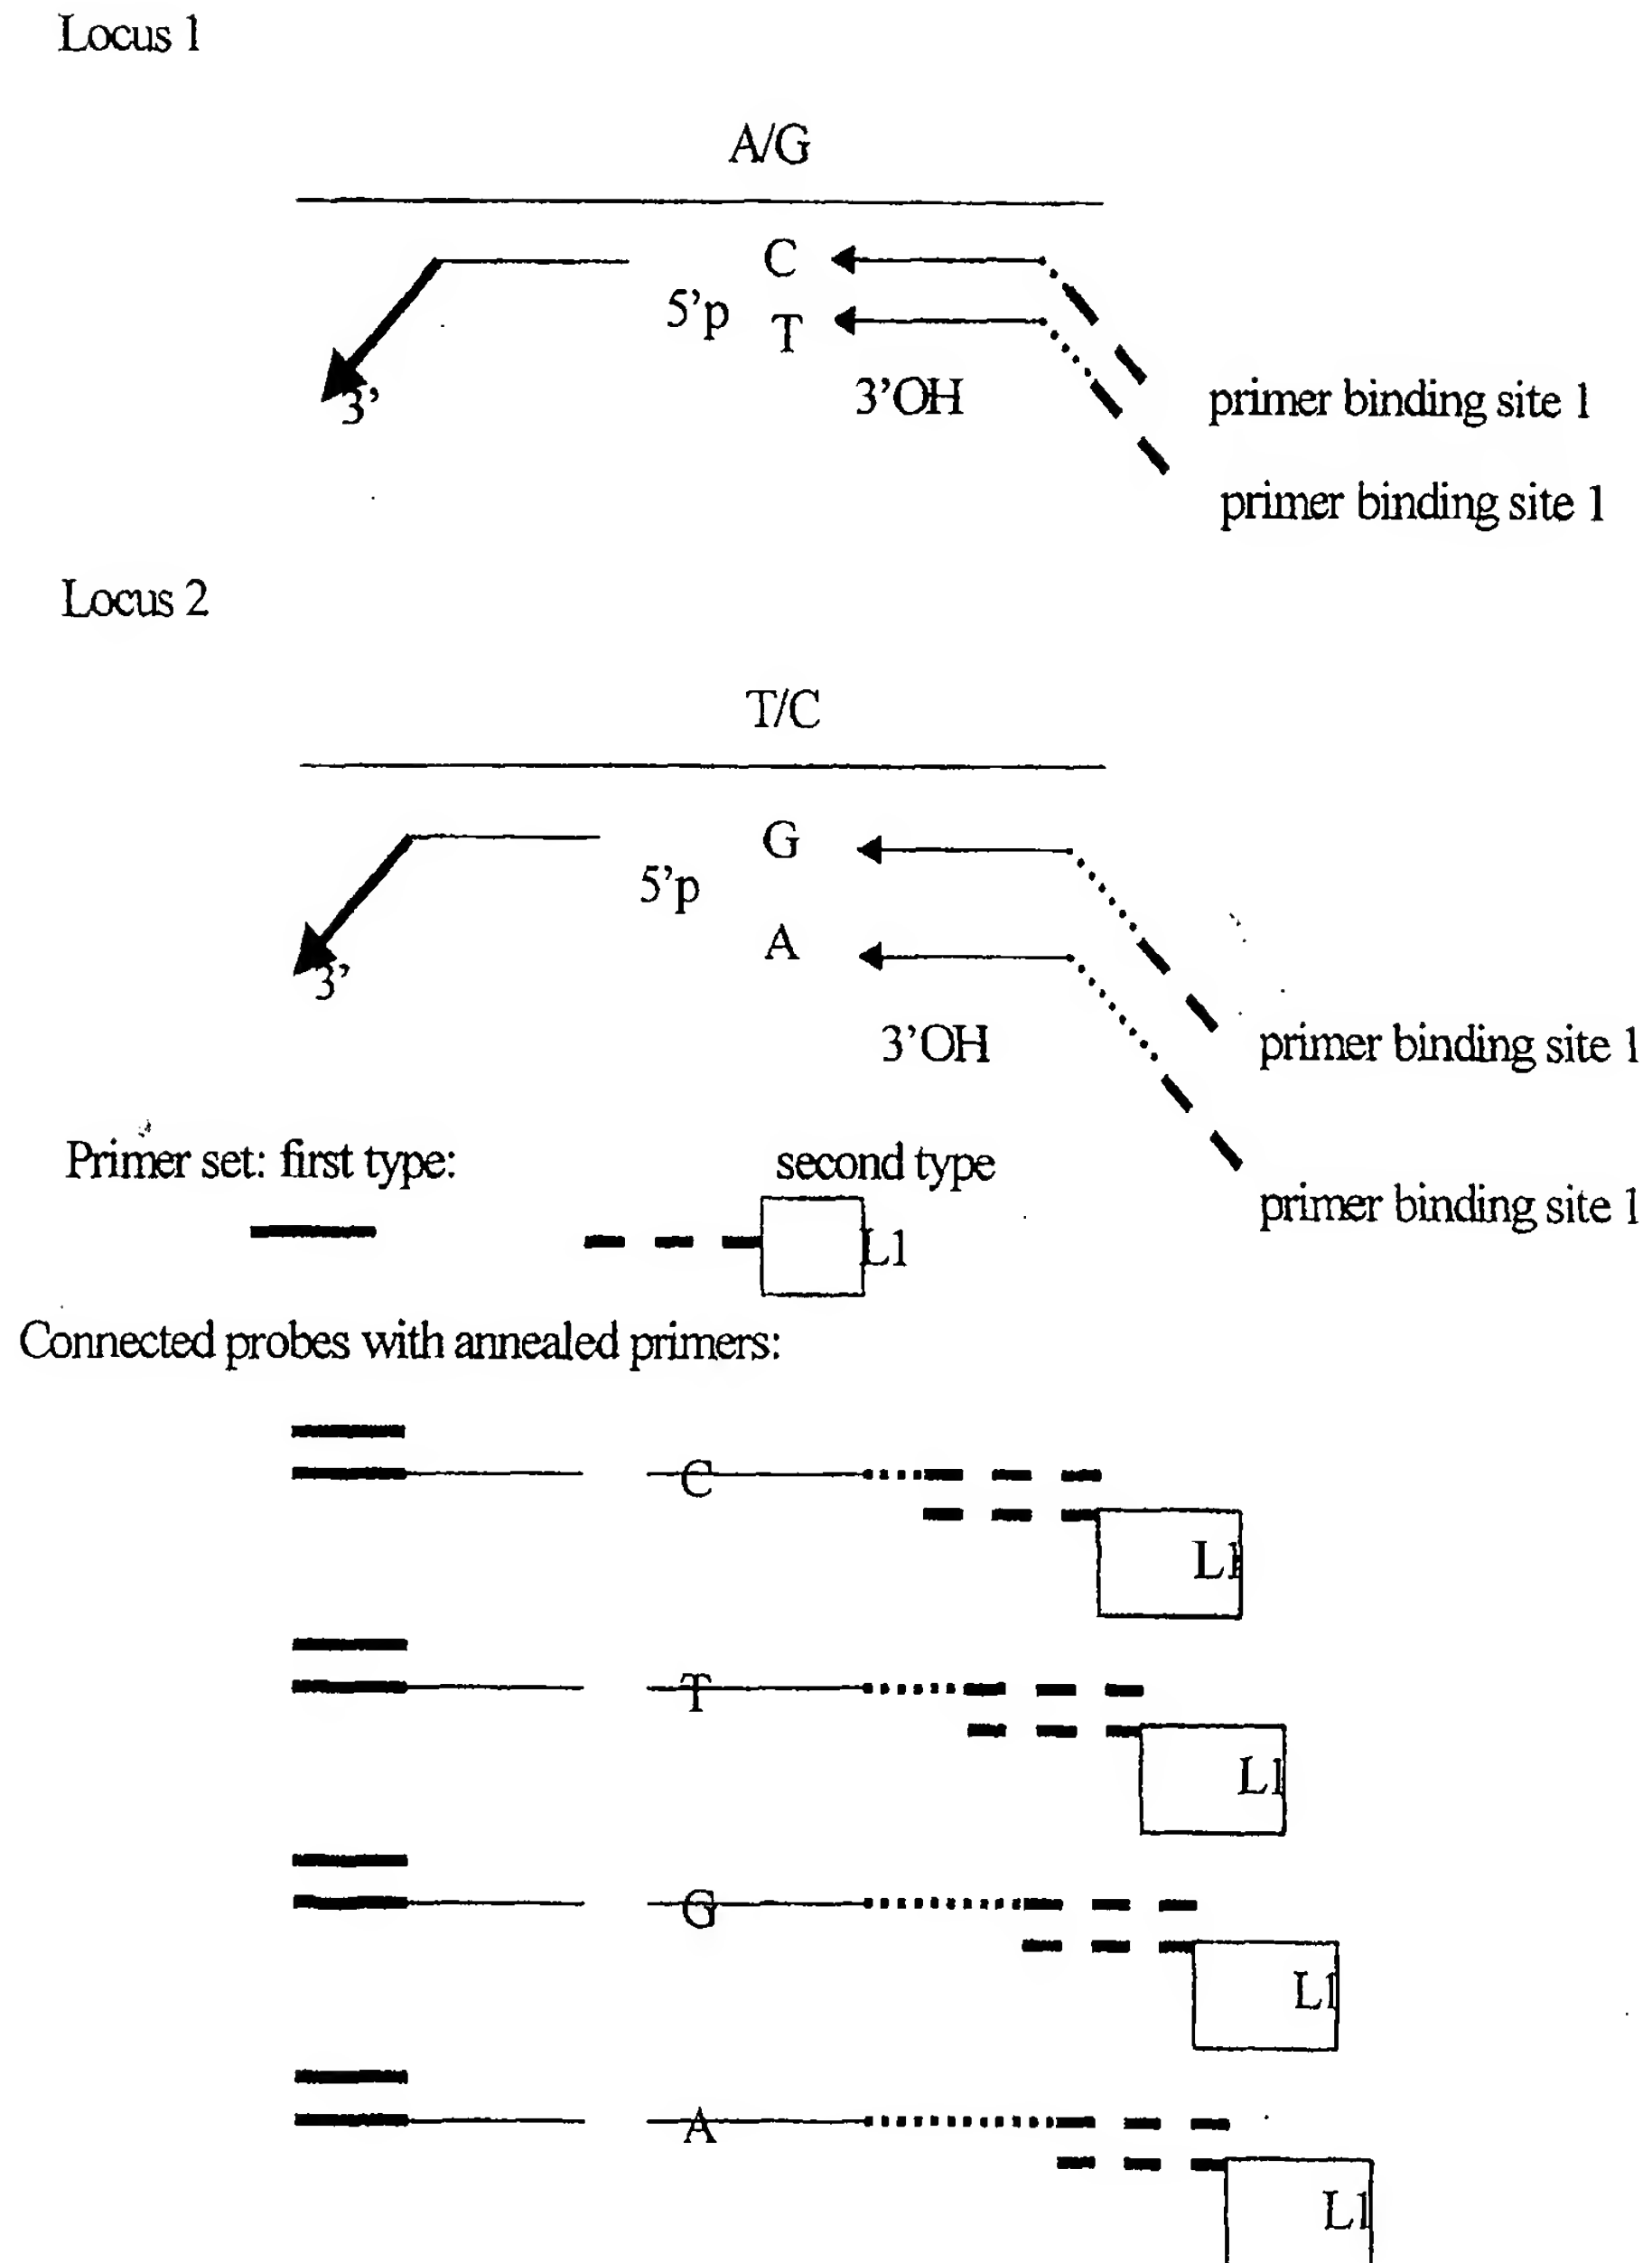 Locus 1
A/G
C
5’p
T
3’
3’OH
primer binding site 1
primer binding site 1
Locus 2
T/C
G
5’p
A
3’
3’OH
primer binding site 1
Primer set: first type:
second type
primer binding site 1
L1
Connected probes with annealed primers:
C
L1
T
L1
G
L1
A
L1